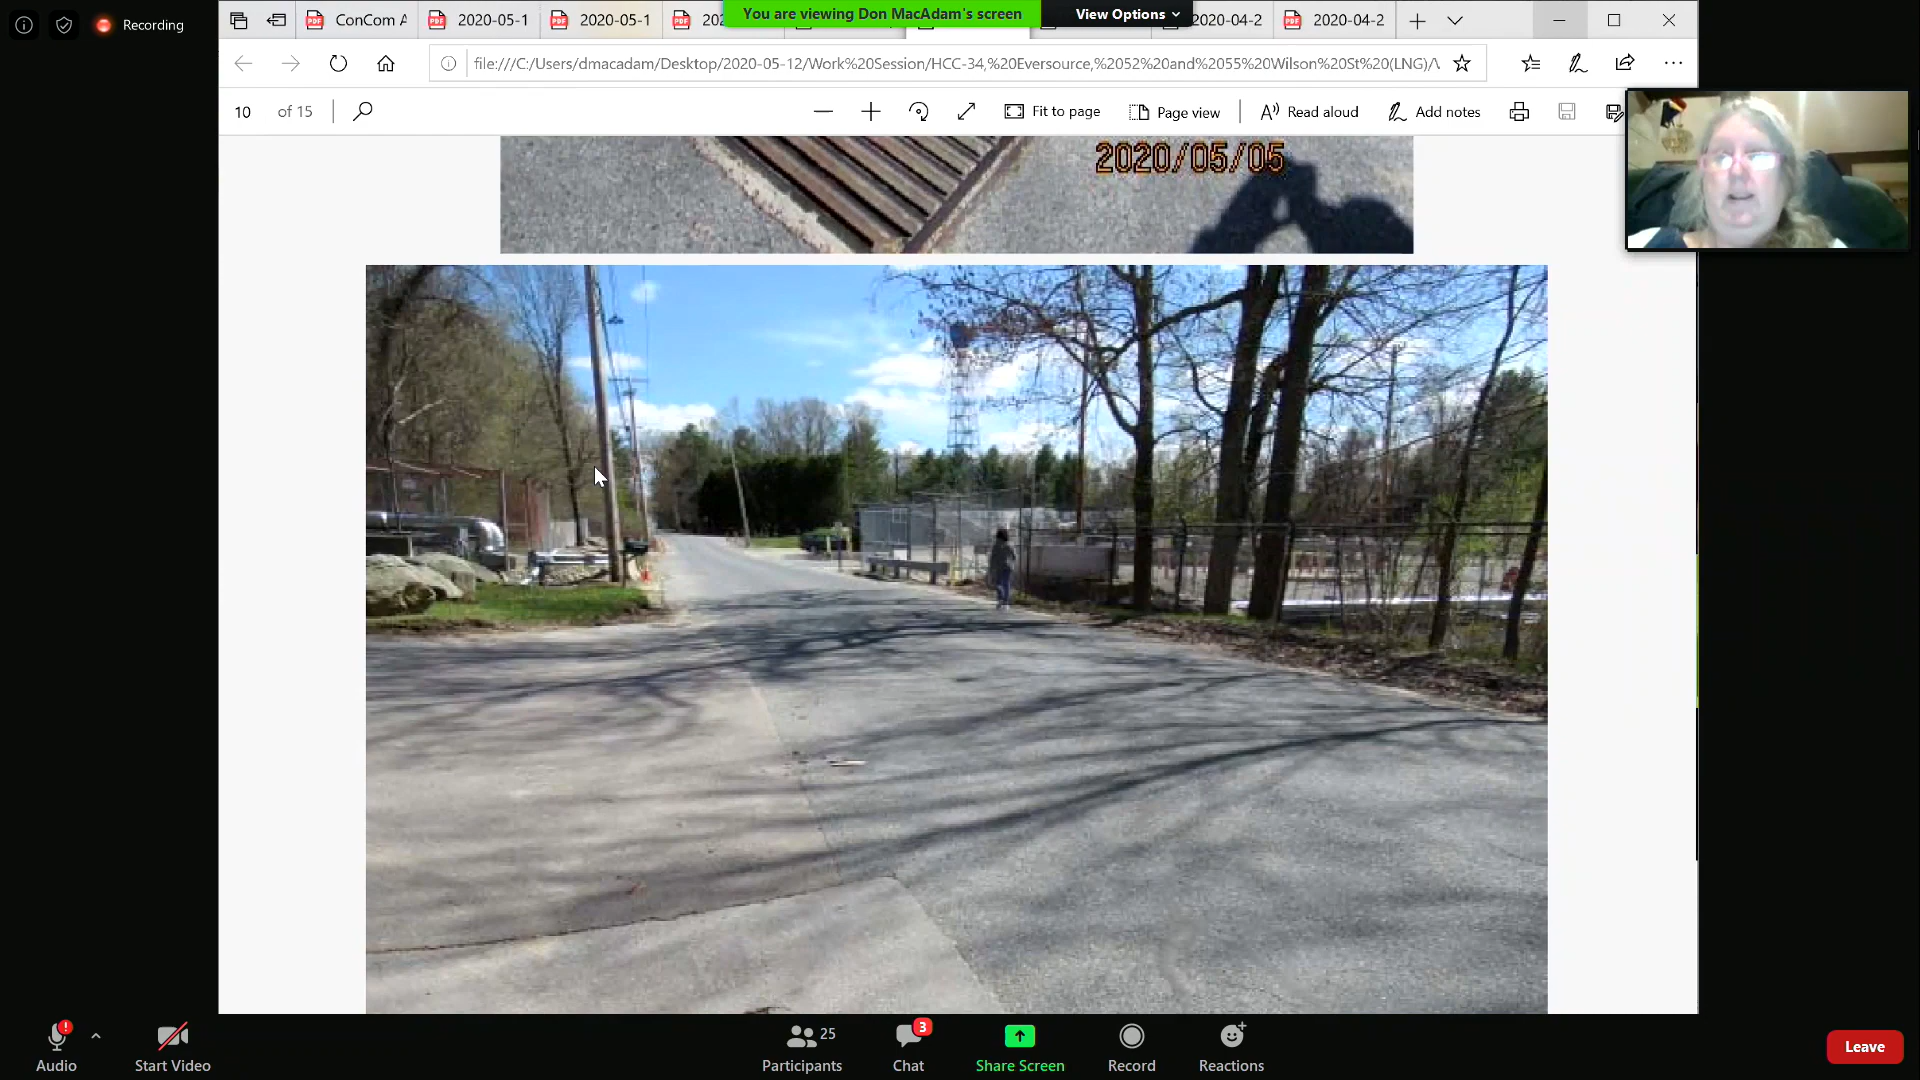 Recording
ConCom A
2020-05-1
2020-05-1
202
You are viewing Don MacAdam's screen
View Options
2020-04-2
2020-04-2
file:///C:/Users/dmacadam/Desktop/2020-05-12/Work%20Session/HCC-34,%20Eversource,%2052%20and%2055%20Wilson%20St%20(LNG)/V
10 of 15
Fit to page
Page view
Read aloud
Add notes
2020/05/05
Audio
Start Video
Participants
25
Chat
3
Share Screen
Record
Reactions
Leave